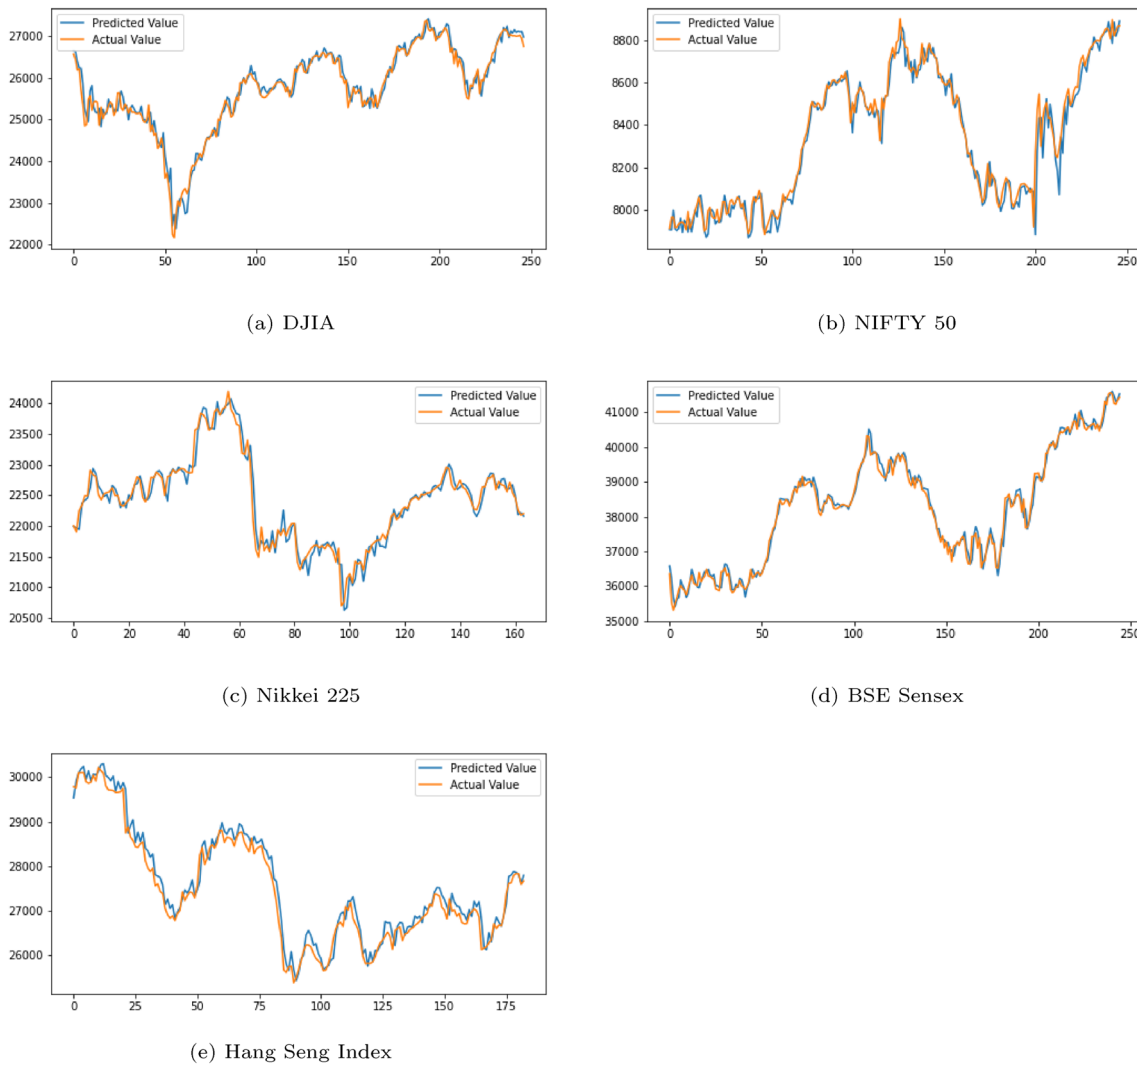 Predicted Value
Actual Value
27000
26000
25000
24000
23000
22000
0 50 100 150 200 250
(a) DJIA
Predicted Value
Actual Value
8800
8600
8400
8200
8000
0 50 100 150 200 250
(b) NIFTY 50
Predicted Value
Actual Value
24000
23500
23000
22500
22000
21500
21000
20500
0 20 40 60 80 100 120 140 160
(c) Nikkei 225
Predicted Value
Actual Value
41000
40000
39000
38000
37000
36000
35000
0 50 100 150 200 250
(d) BSE Sensex
Predicted Value
Actual Value
30000
29000
28000
27000
26000
0 25 50 75 100 125 150 175
(e) Hang Seng Index